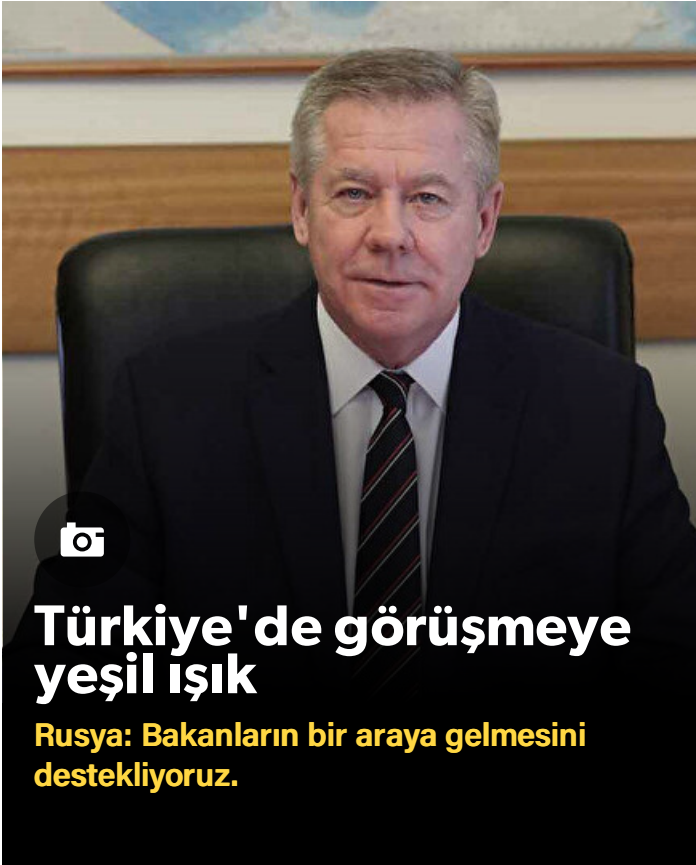 Türkiye'de görüşmeye
yeşil ışık
Rusya: Bakanların bir araya gelmesini
destekliyoruz.